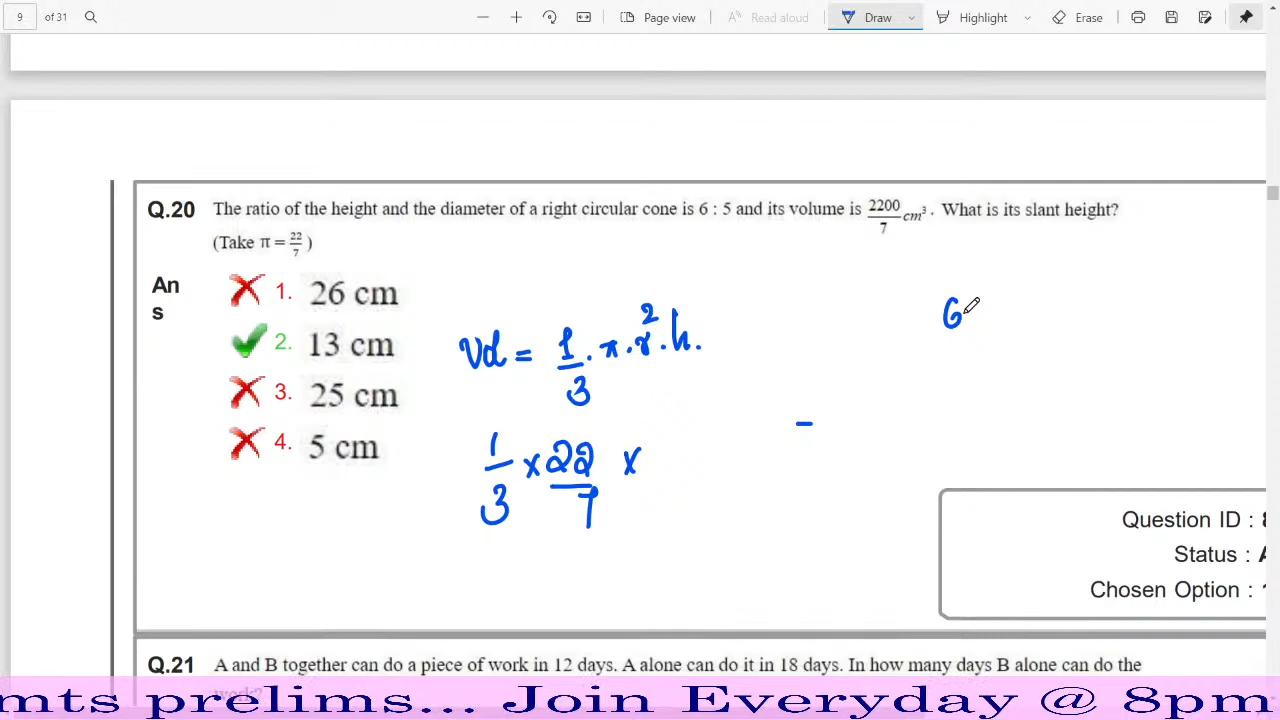 9 of 31 Page view Read aloud Draw Highlight Erase
Q.20 The ratio of the height and the diameter of a right circular cone is 6 : 5 and its volume is 2200/7 cm³. What is its slant height?
(Take π = 22/7 )
Ans
1. 26 cm
2. 13 cm
3. 25 cm
4. 5 cm
Vol = 1/3 . π . r² . h.
6
1/3 × 22/7 ×
-
Question ID : 8
Status : A
Chosen Option : 1
Q.21 A and B together can do a piece of work in 12 days. A alone can do it in 18 days. In how many days B alone can do the
work?
mts prelims... Join Everyday @ 8pm